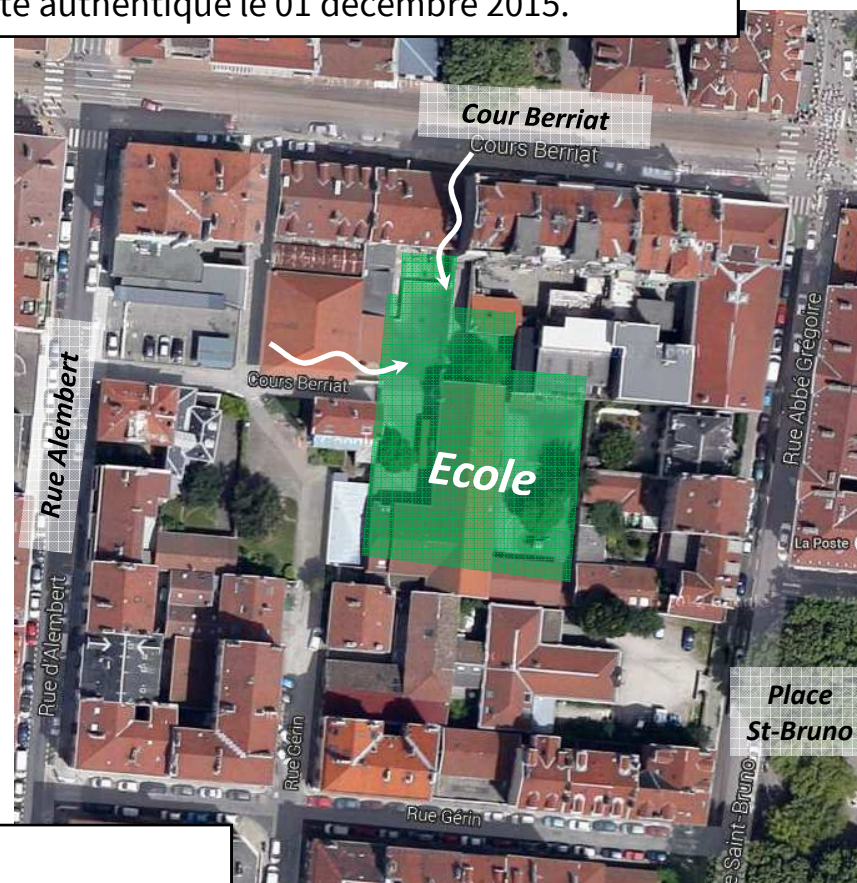 té authentique le 01 décembre 2015.
Cour Berriat
Cours Berriat
Rue Abbé Grégoire
Rue Alembert
Cours Berriat
Ecole
La Poste
Rue d'Alembert
Place
St-Bruno
Rue Gérin
Rue Gérin
e Saint-Bruno